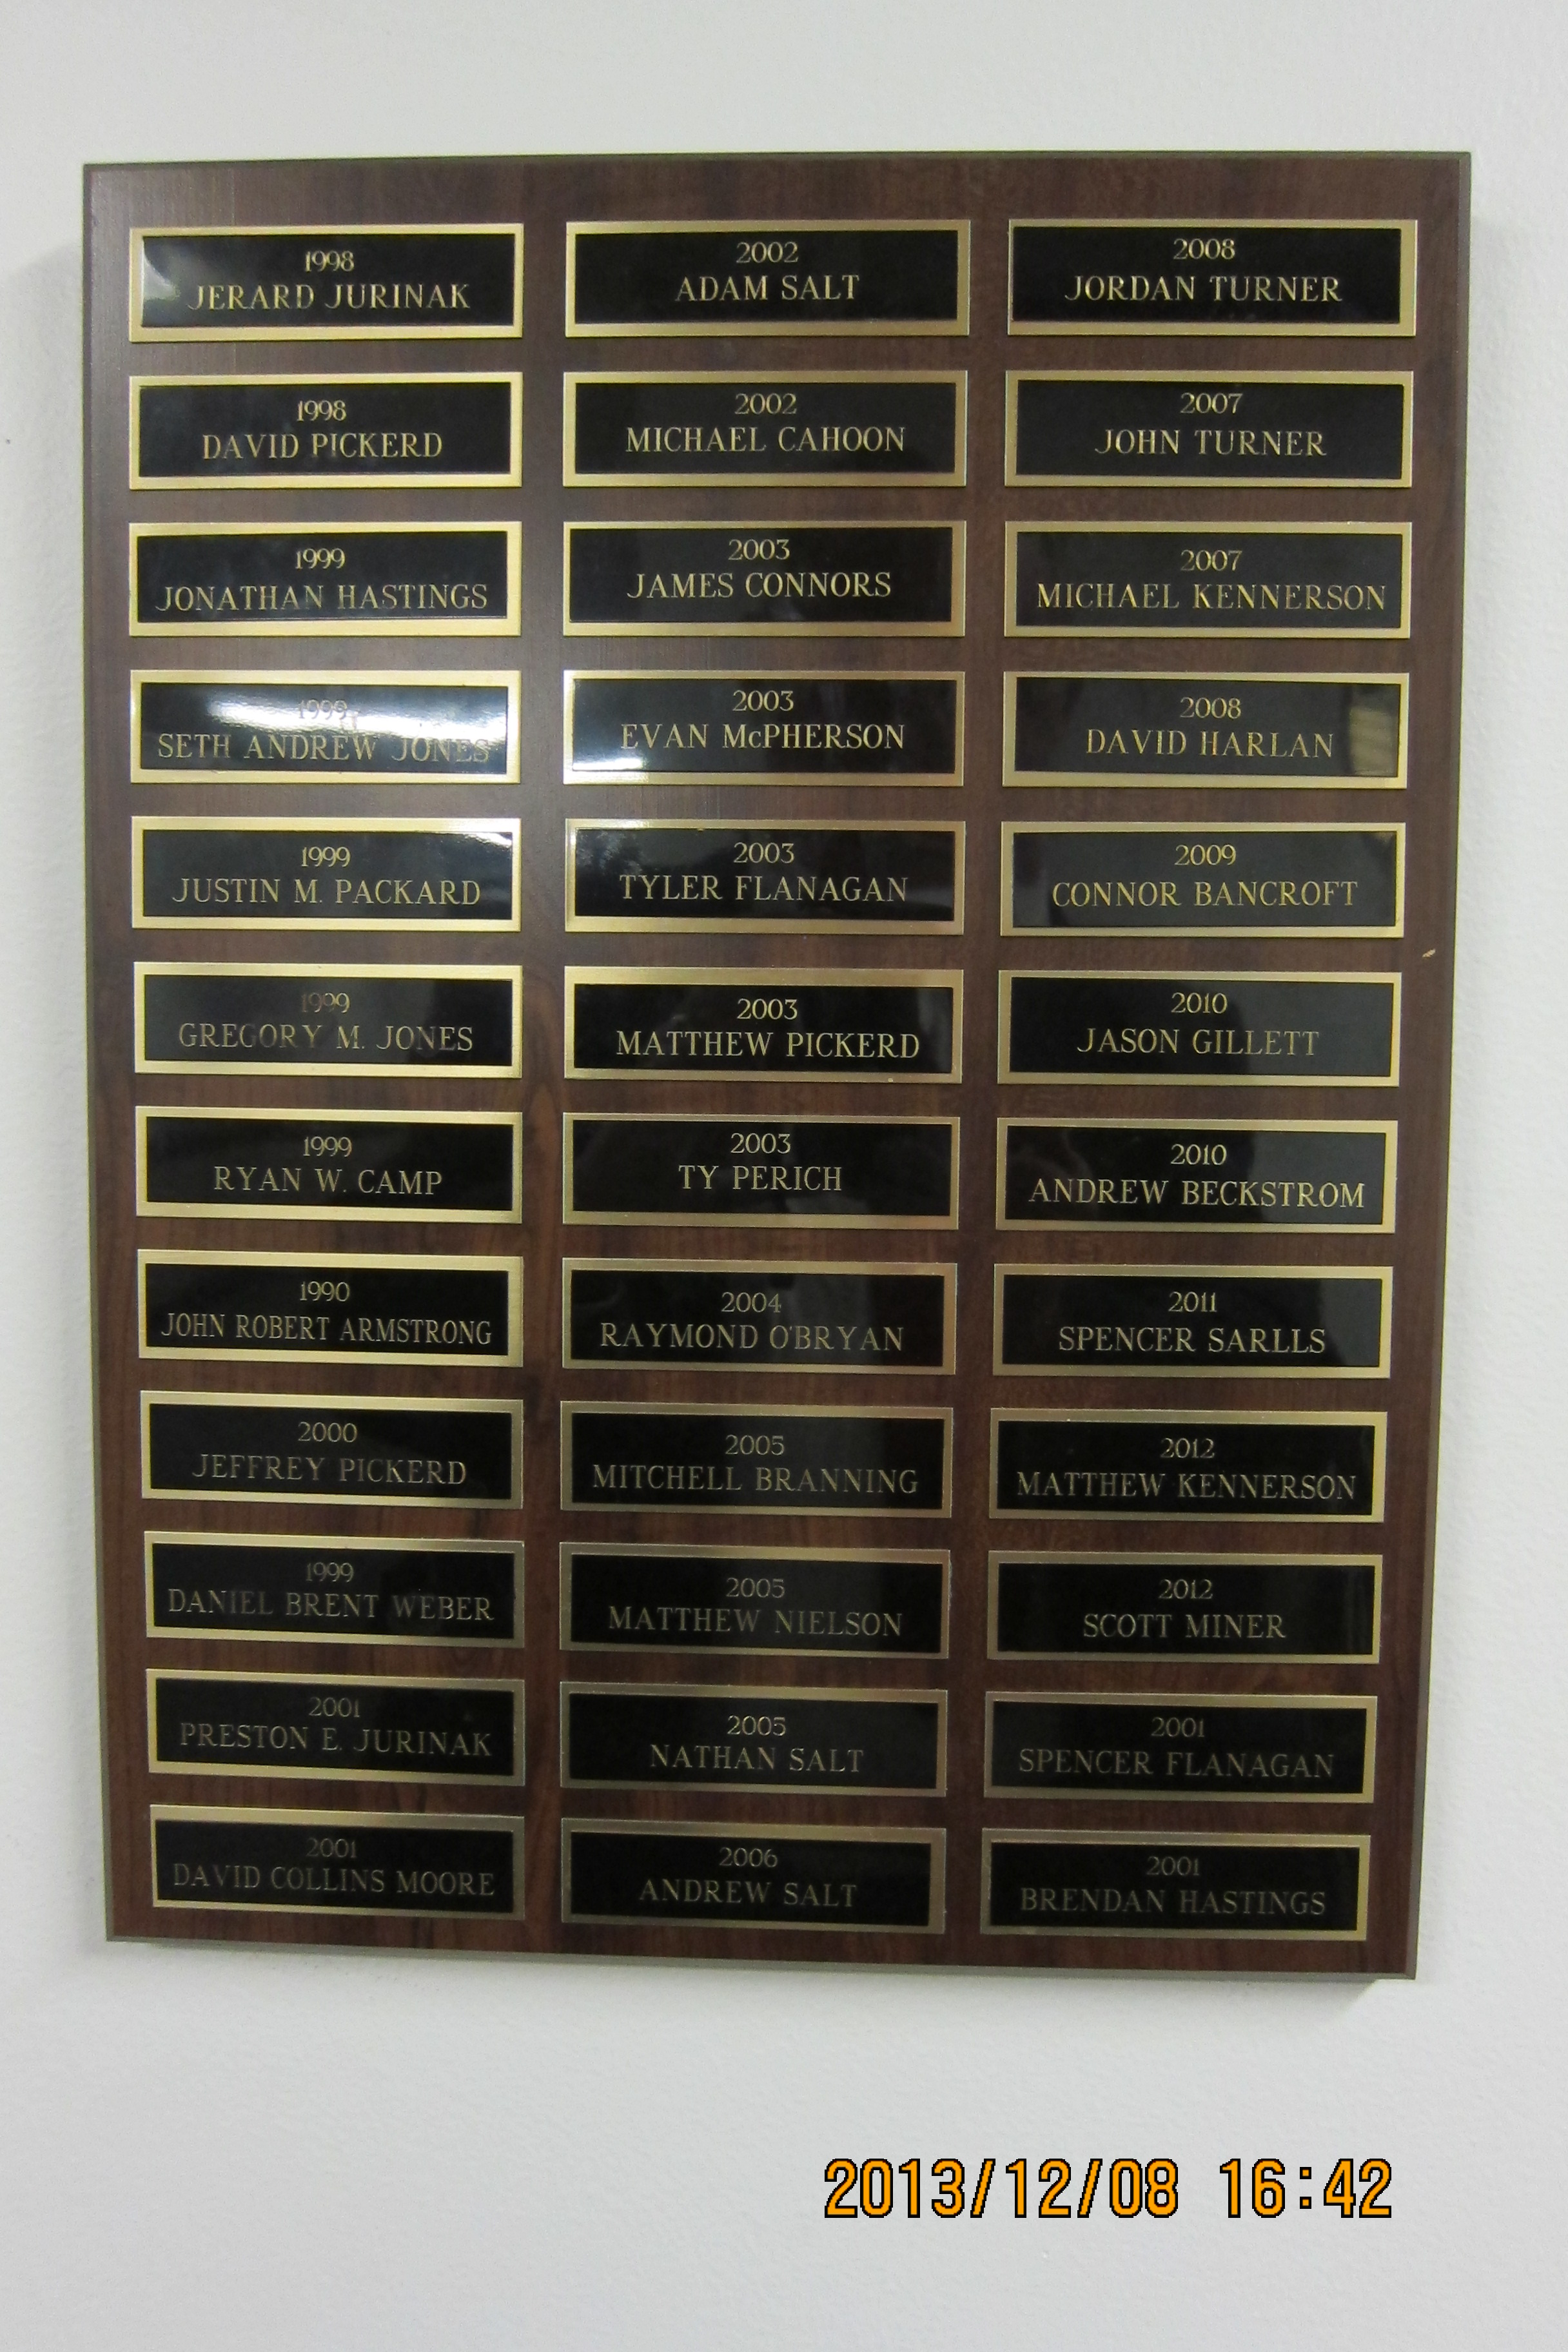 1998
JERARD JURINAK
1998
DAVID PICKERD
1999
JONATHAN HASTINGS
1999
SETH ANDREW JONES
1999
JUSTIN M. PACKARD
1999
GREGORY M. JONES
1999
RYAN W. CAMP
1990
JOHN ROBERT ARMSTRONG
2000
JEFFREY PICKERD
1999
DANIEL BRENT WEBER
2001
PRESTON E. JURINAK
2001
DAVID COLLINS MOORE
2002
ADAM SALT
2002
MICHAEL CAHOON
2003
JAMES CONNORS
2003
EVAN McPHERSON
2003
TYLER FLANAGAN
2003
MATTHEW PICKERD
2003
TY PERICH
2004
RAYMOND O'BRYAN
2005
MITCHELL BRANNING
2005
MATTHEW NIELSON
2005
NATHAN SALT
2006
ANDREW SALT
2008
JORDAN TURNER
2007
JOHN TURNER
2007
MICHAEL KENNERSON
2008
DAVID HARLAN
2009
CONNOR BANCROFT
2010
JASON GILLETT
2010
ANDREW BECKSTROM
2011
SPENCER SARLLS
2012
MATTHEW KENNERSON
2012
SCOTT MINER
2001
SPENCER FLANAGAN
2001
BRENDAN HASTINGS
2013/12/08 16:42